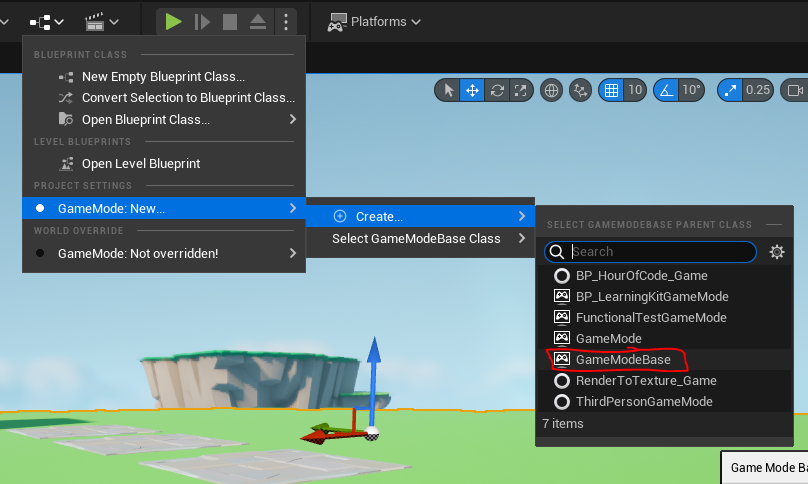 Platforms
BLUEPRINT CLASS
New Empty Blueprint Class...
Convert Selection to Blueprint Class...
Open Blueprint Class...
LEVEL BLUEPRINTS
Open Level Blueprint
PROJECT SETTINGS
GameMode: New...
WORLD OVERRIDE
GameMode: Not overridden!
10
10°
0.25
Create...
Select GameModeBase Class
SELECT GAMEMODEBASE PARENT CLASS
Search
BP_HourOfCode_Game
BP_LearningKitGameMode
FunctionalTestGameMode
GameMode
GameModeBase
RenderToTexture_Game
ThirdPersonGameMode
7 items
Game Mode Ba